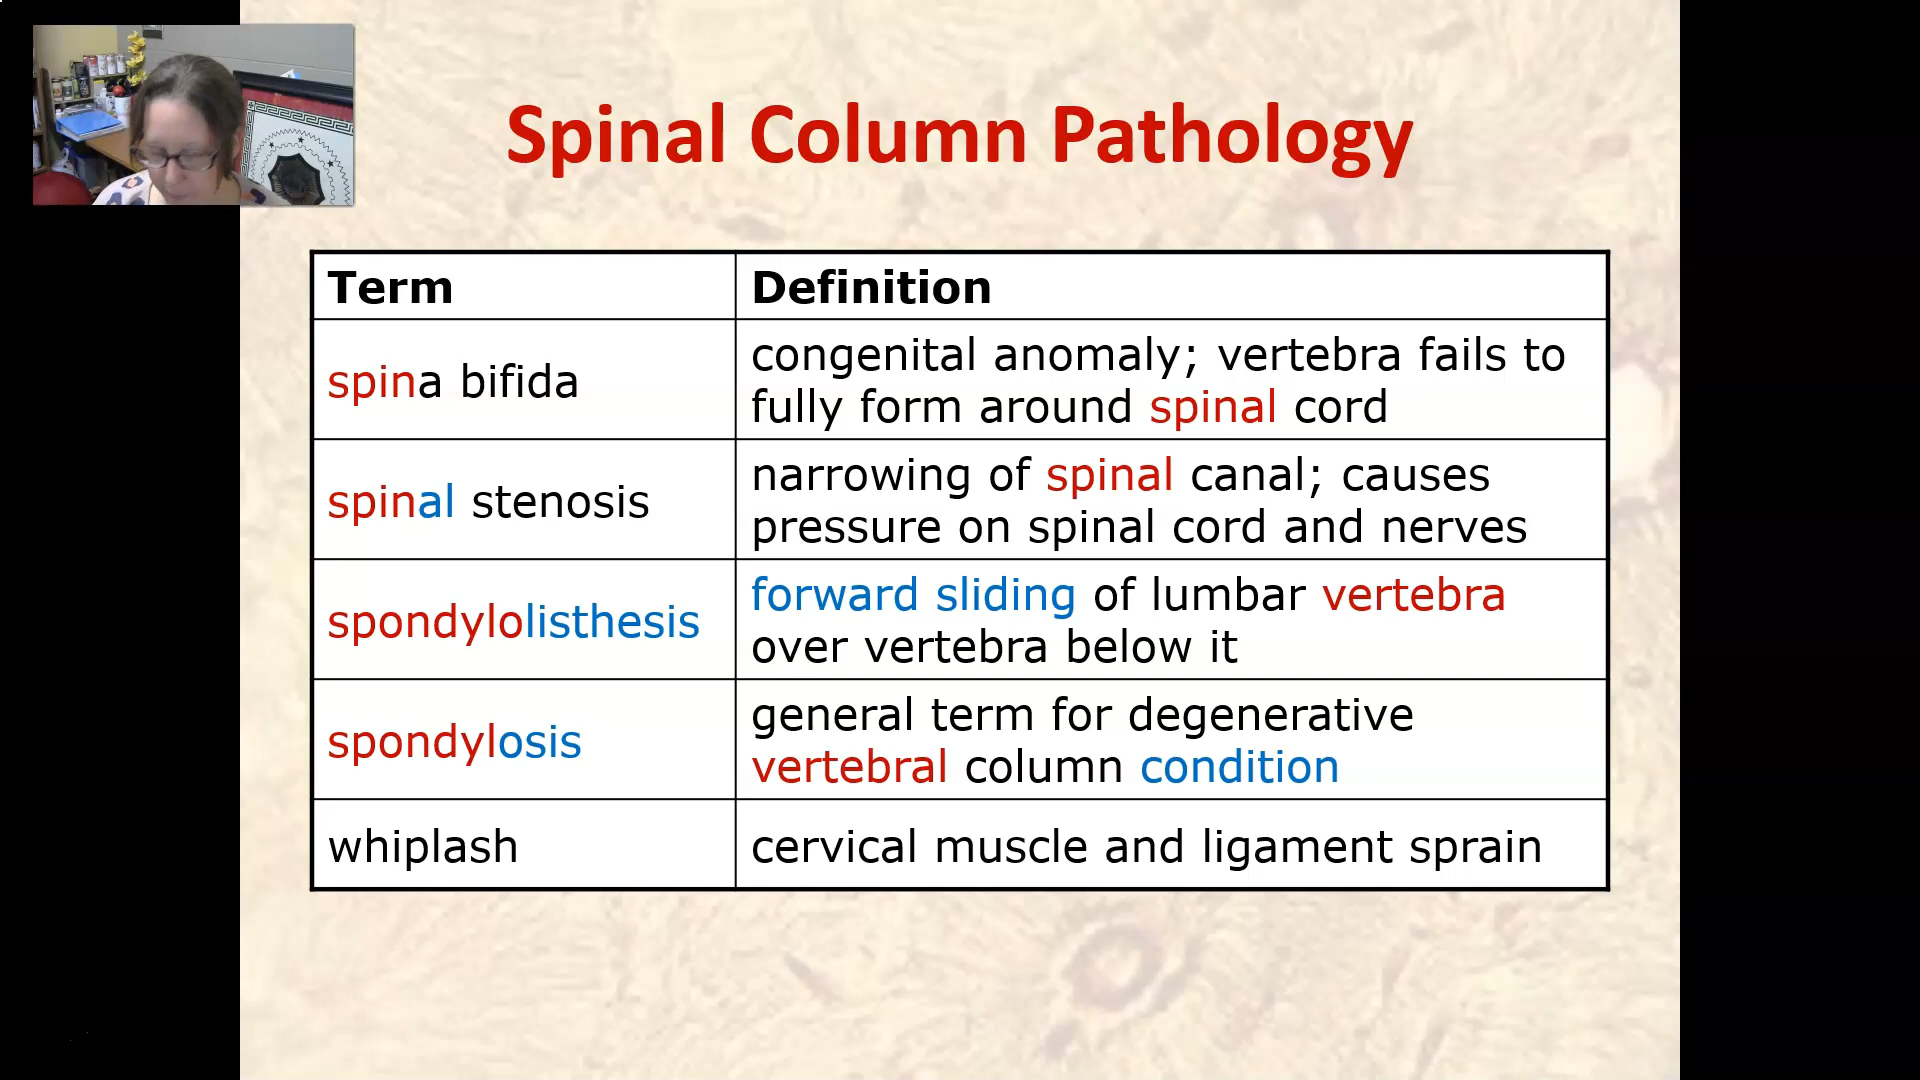 Spinal Column Pathology
Term
Definition
spina bifida
congenital anomaly; vertebra fails to
fully form around spinal cord
spinal stenosis
narrowing of spinal canal; causes
pressure on spinal cord and nerves
spondylolisthesis
forward sliding of lumbar vertebra
over vertebra below it
spondylosis
general term for degenerative
vertebral column condition
whiplash
cervical muscle and ligament sprain